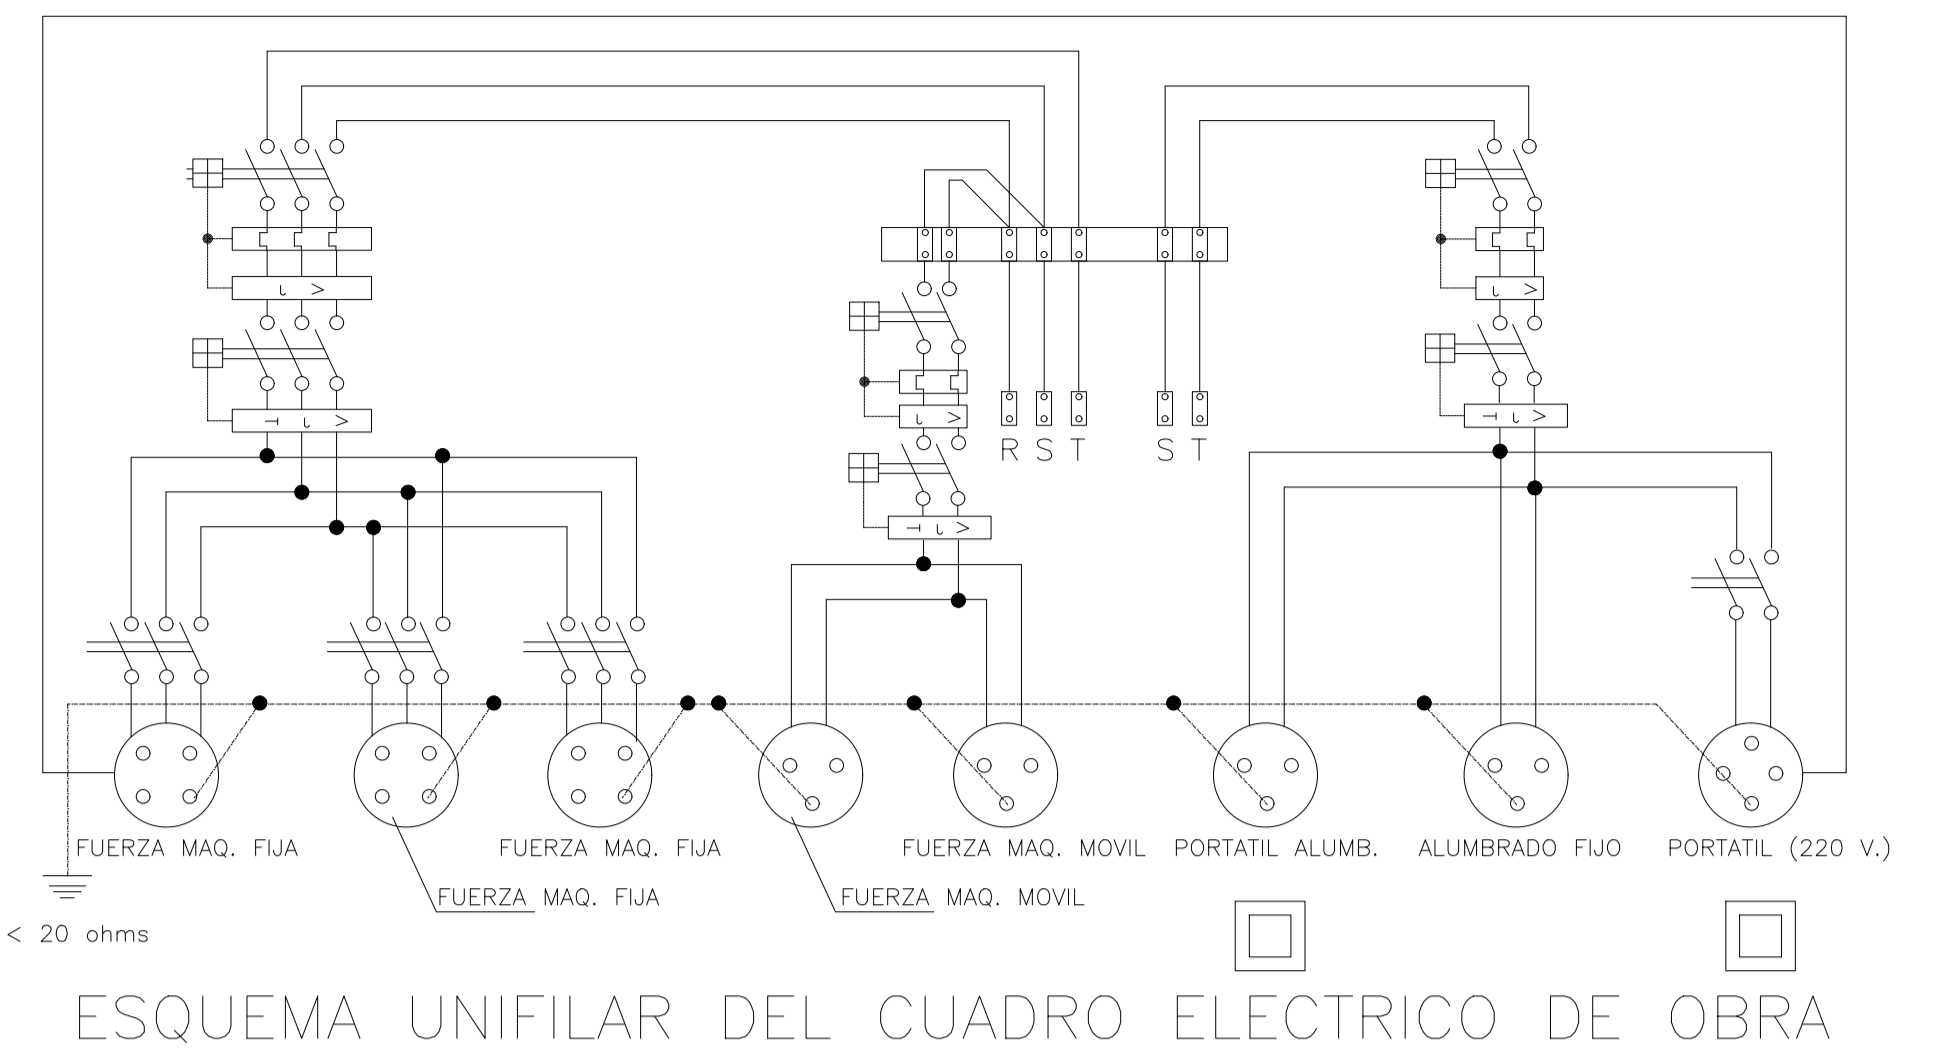 R S T S T
FUERZA MAQ. FIJA FUERZA MAQ. FIJA FUERZA MAQ. MOVIL PORTATIL ALUMB. ALUMBRADO FIJO PORTATIL (220 V.)
FUERZA MAQ. FIJA FUERZA MAQ. MOVIL
< 20 ohms
ESQUEMA UNIFILAR DEL CUADRO ELECTRICO DE OBRA